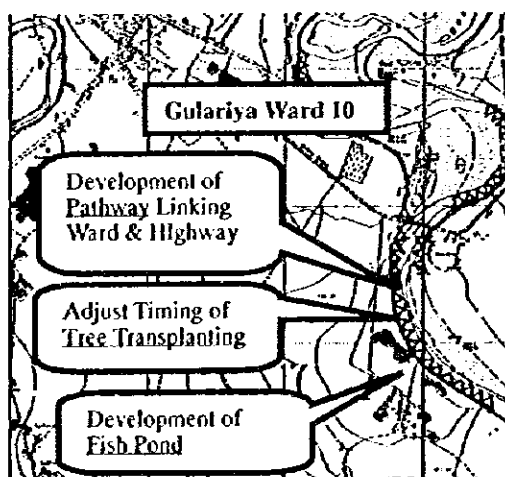 Gulariya Ward 10
Development of
Pathway Linking
Ward & Highway
Adjust Timing of
Tree Transplanting
Development of
Fish Pond